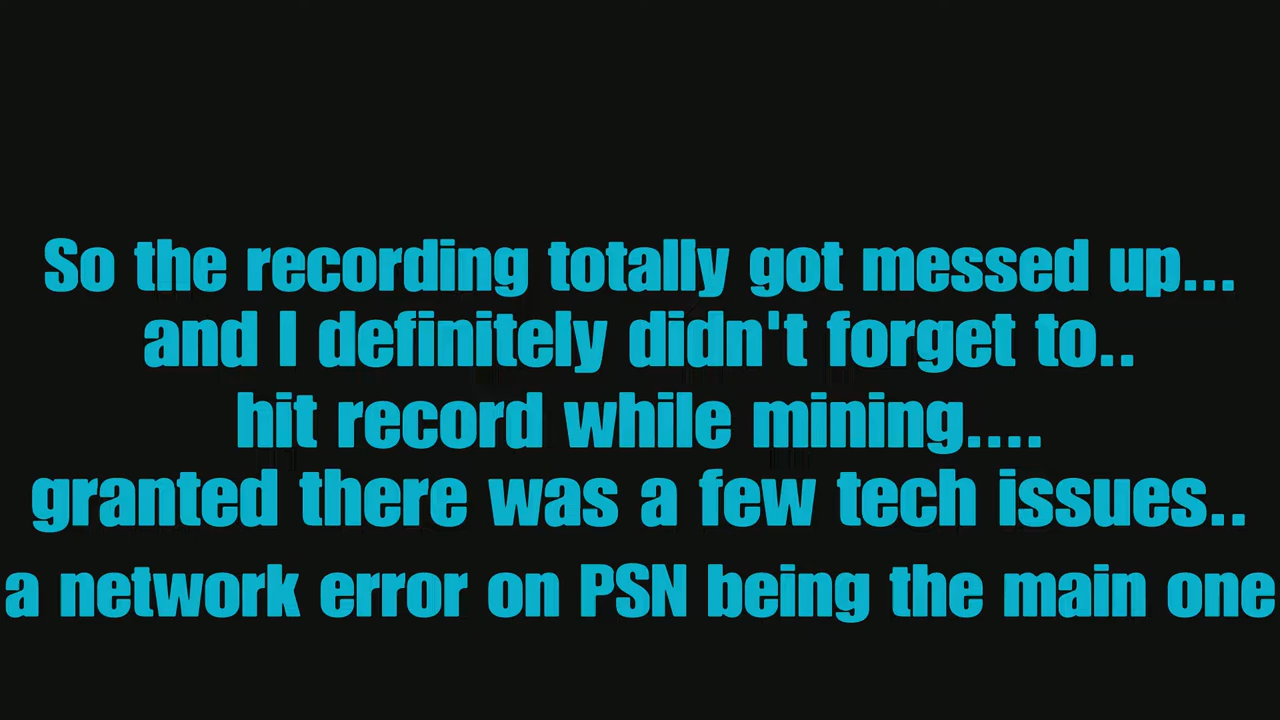 So the recording totally got messed up...
and I definitely didn't forget to..
hit record while mining....
granted there was a few tech issues..
a network error on PSN being the main one